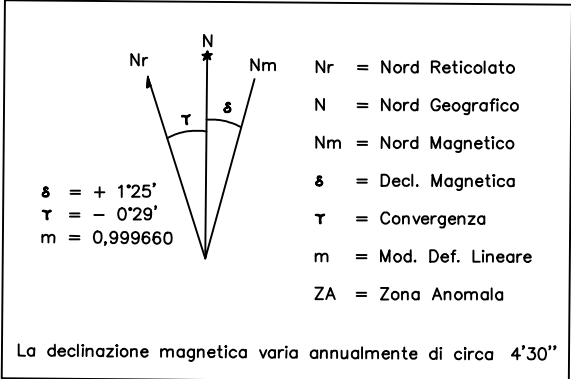 N
Nr
Nm
γ
δ
δ = + 1°25'
γ = − 0°29'
m = 0,999660
Nr = Nord Reticolato
N = Nord Geografico
Nm = Nord Magnetico
δ = Decl. Magnetica
γ = Convergenza
m = Mod. Def. Lineare
ZA = Zona Anomala
La declinazione magnetica varia annualmente di circa 4'30"